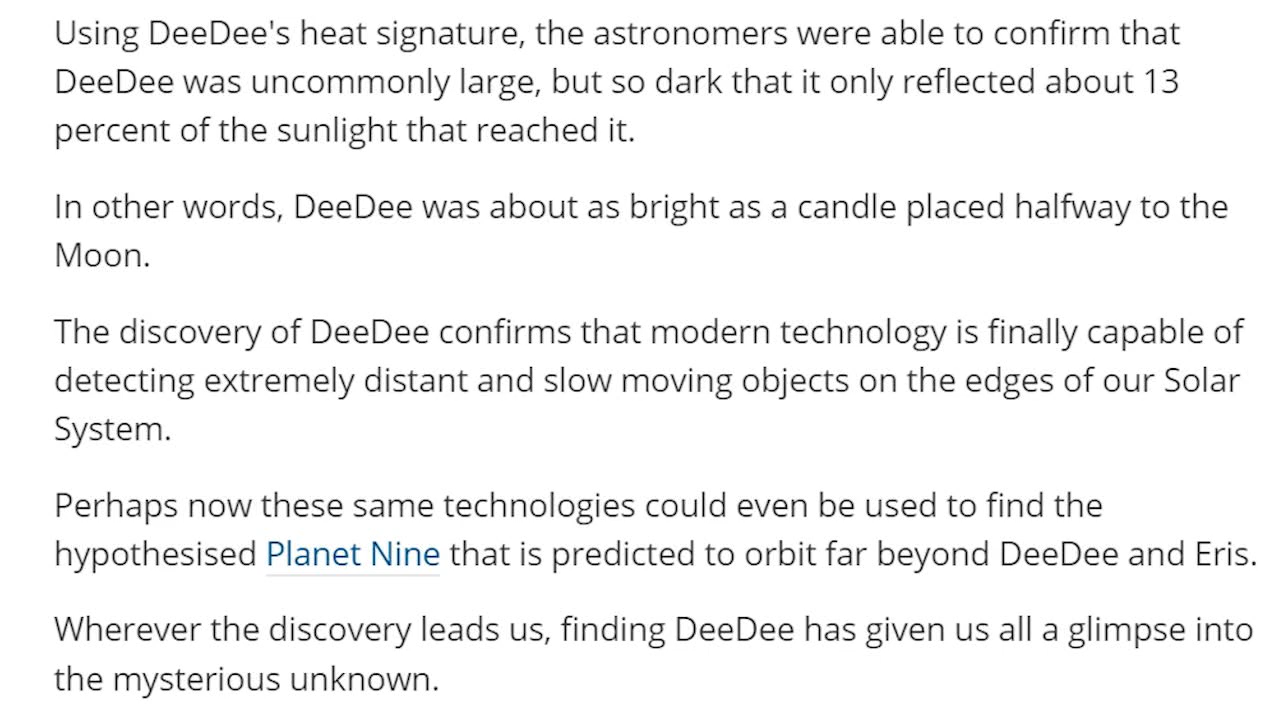 Using DeeDee's heat signature, the astronomers were able to confirm that
DeeDee was uncommonly large, but so dark that it only reflected about 13
percent of the sunlight that reached it.
In other words, DeeDee was about as bright as a candle placed halfway to the
Moon.
The discovery of DeeDee confirms that modern technology is finally capable of
detecting extremely distant and slow moving objects on the edges of our Solar
System.
Perhaps now these same technologies could even be used to find the
hypothesised Planet Nine that is predicted to orbit far beyond DeeDee and Eris.
Wherever the discovery leads us, finding DeeDee has given us all a glimpse into
the mysterious unknown.